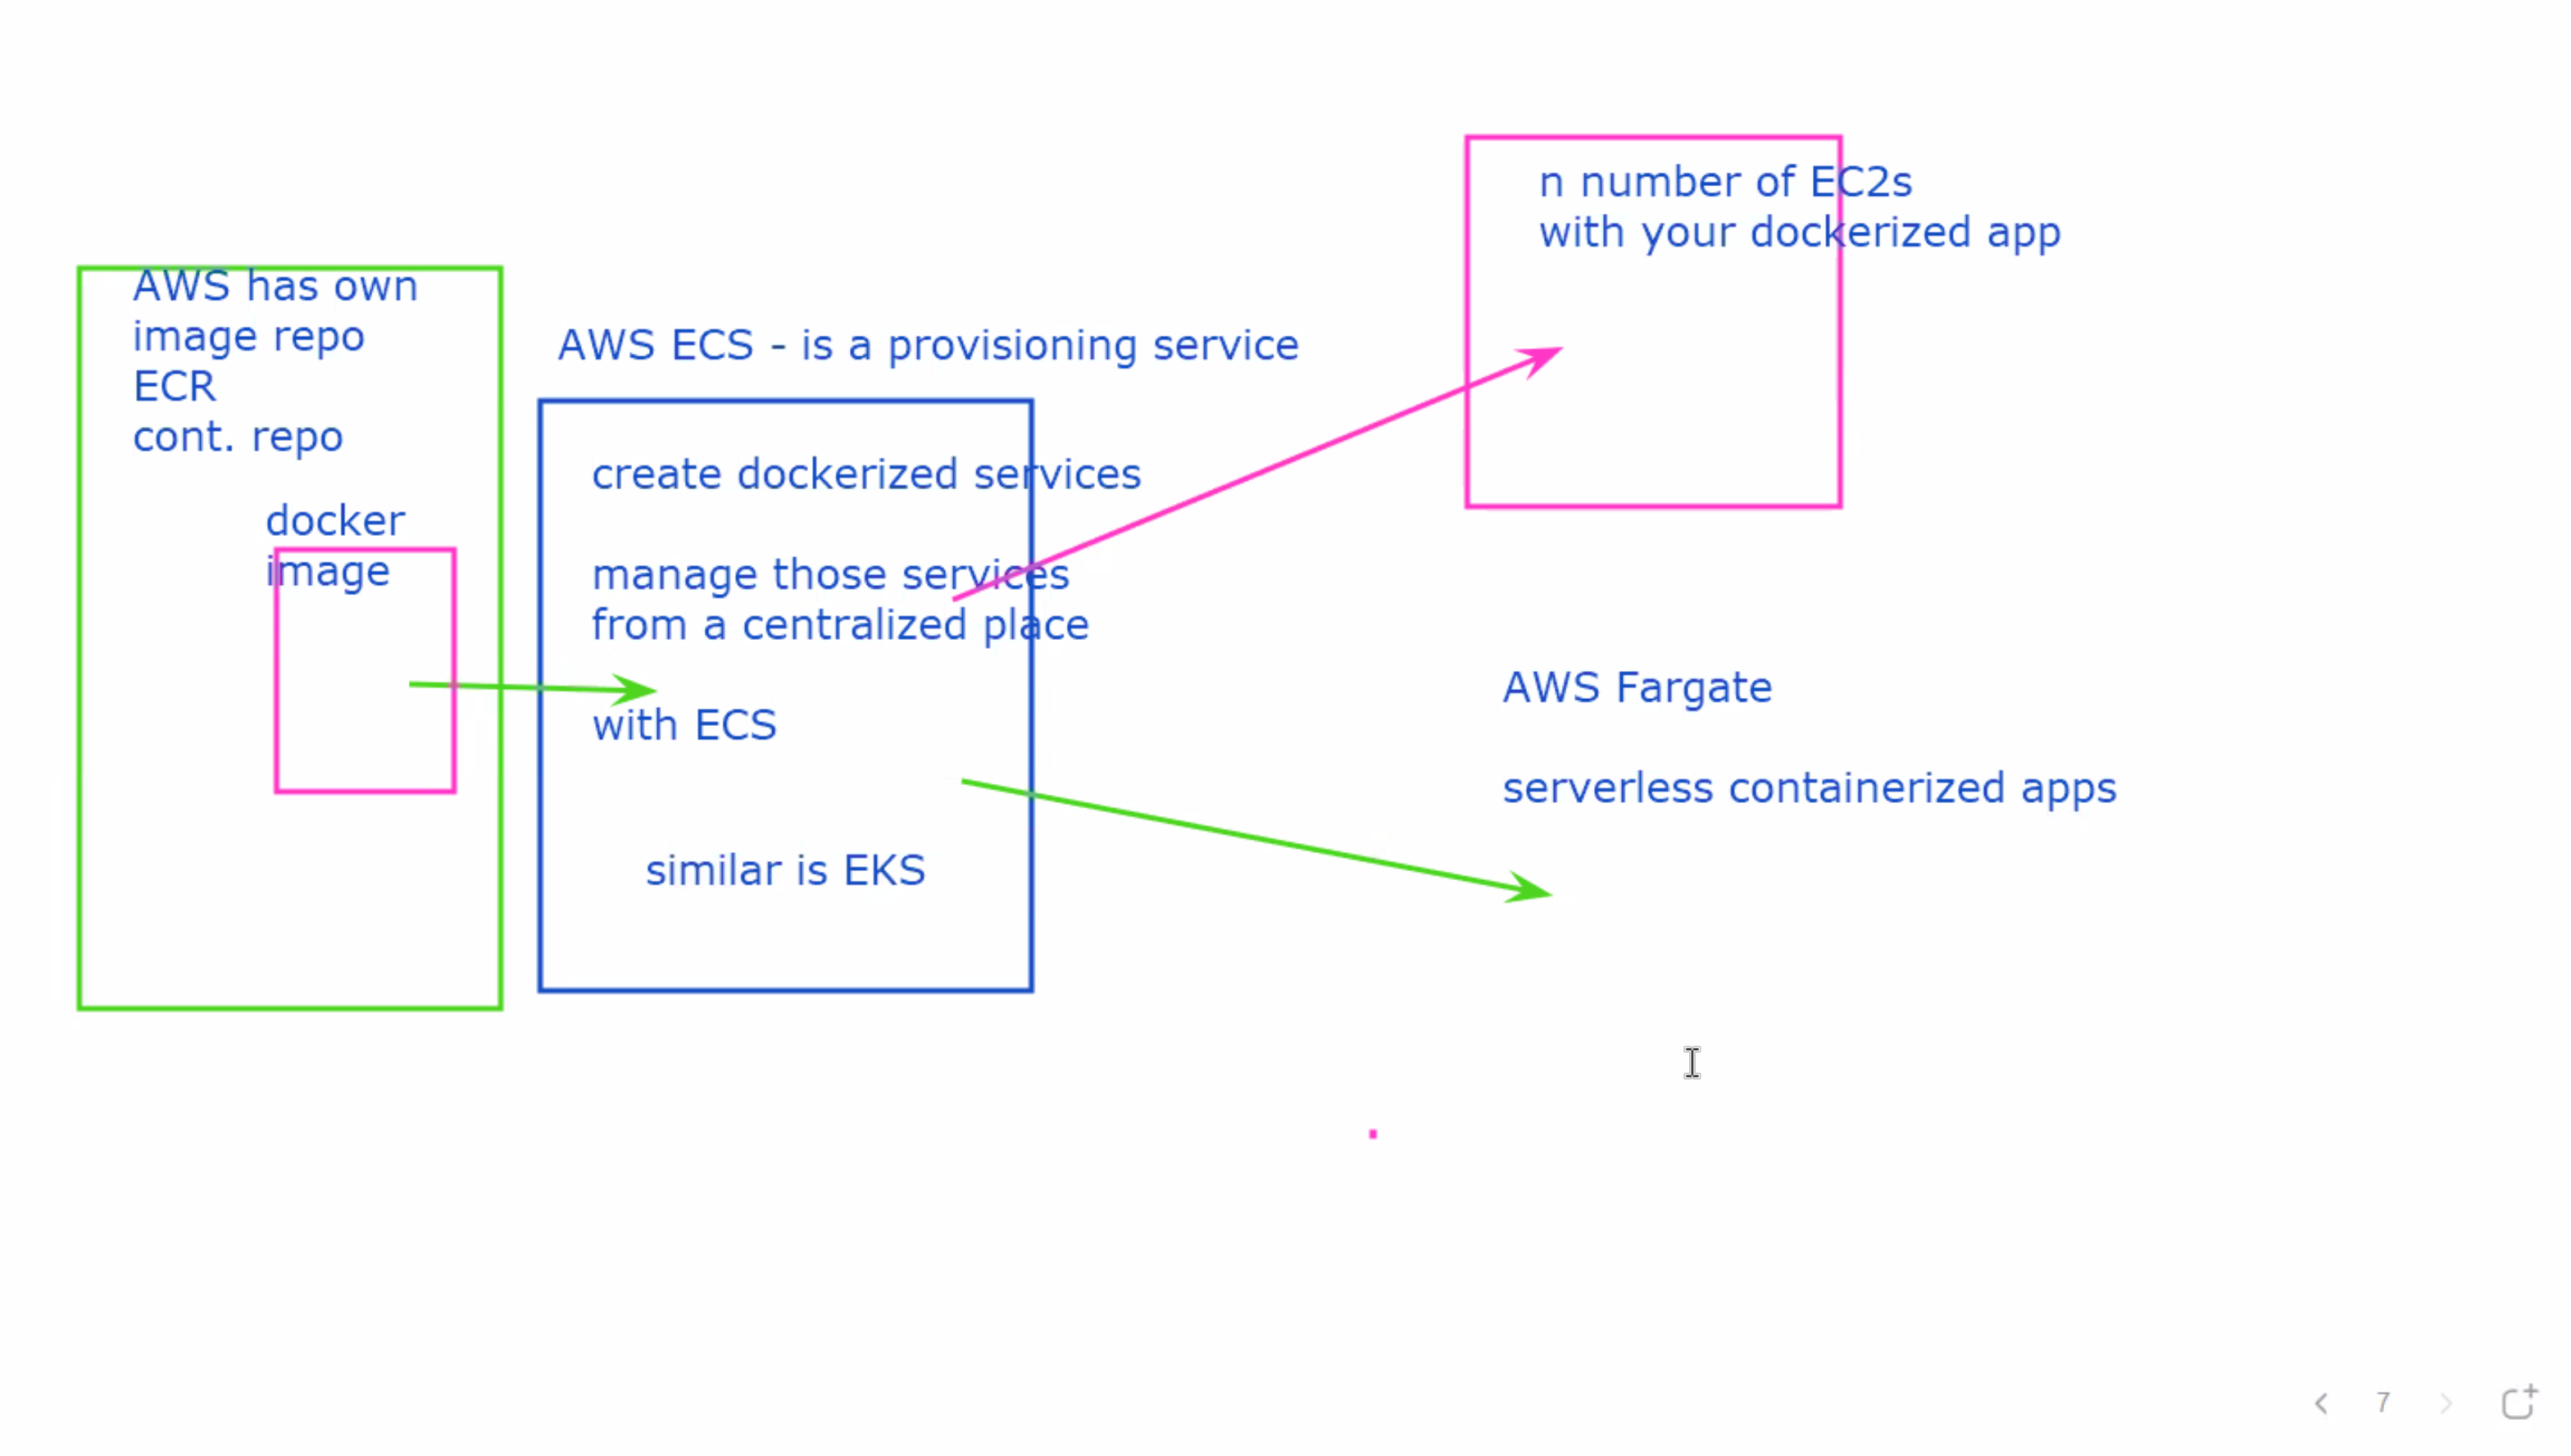 AWS has own
image repo
ECR
cont. repo
docker
image
AWS ECS - is a provisioning service
create dockerized services
manage those services
from a centralized place
with ECS
similar is EKS
n number of EC2s
with your dockerized app
AWS Fargate
serverless containerized apps
7